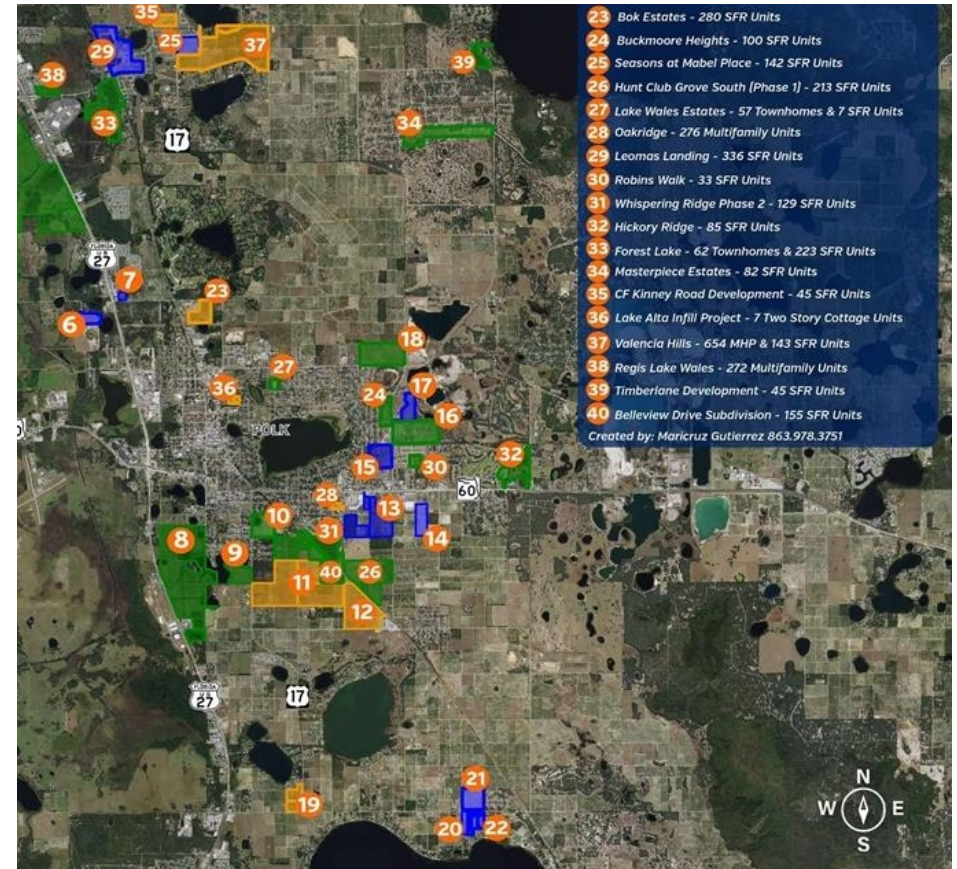 23 Bok Estates - 280 SFR Units
24 Buckmoore Heights - 100 SFR Units
25 Seasons at Mabel Place - 142 SFR Units
26 Hunt Club Grove South (Phase 1) - 213 SFR Units
27 Lake Wales Estates - 57 Townhomes & 7 SFR Units
28 Oakridge - 276 Multifamily Units
29 Leomas Landing - 336 SFR Units
30 Robins Walk - 33 SFR Units
31 Whispering Ridge Phase 2 - 129 SFR Units
32 Hickory Ridge - 85 SFR Units
33 Forest Lake - 62 Townhomes & 223 SFR Units
34 Masterpiece Estates - 82 SFR Units
35 CF Kinney Road Development - 45 SFR Units
36 Lake Alta Infill Project - 7 Two Story Cottage Units
37 Valencia Hills - 654 MHP & 143 SFR Units
38 Regis Lake Wales - 272 Multifamily Units
39 Timberlane Development - 45 SFR Units
40 Belleview Drive Subdivision - 155 SFR Units
Created by: Maricruz Gutierrez 863.978.3751
35
25
37
29
38
33
39
34
17
FLORIDA
27
7
6
23
18
27
36
24
17
16
POLK
15
30
32
60
28
13
10
31
14
8
9
11
40
26
12
FLORIDA
27
17
19
21
20
22
N
W
E
S